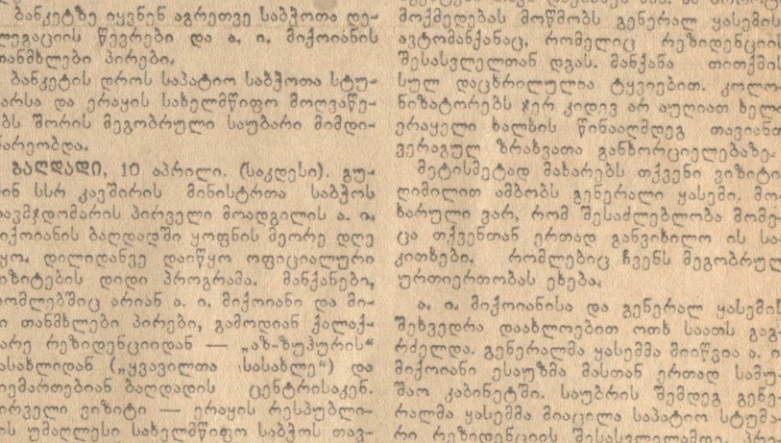 ბანკეტზე იყვნენ აგრეთვე საბჭოთა დე-
ლეგაციის წევრები და ა. ი. მიქოიანის
თანმხლები პირები.
ბანკეტის დროს საპატიო საბჭოთა სტუ-
მარსა და ერაყის სახელმწიფო მოღვაწე-
ებს შორის მეგობრული საუბარი მიმდი-
ნარეობდა.
ბაღდადი, 10 აპრილი. (საკდესი). გუ-
შინ სსრ კავშირის მინისტრთა საბჭოს
თავმჯდომარის პირველი მოადგილის ა. ი.
მიქოიანის ბაღდადში ყოფნის მეორე დღე
იყო. დილიდანვე დაიწყო ოფიციალური
ვიზიტების დიდი პროგრამა. მანქანები,
რომლებშიც არიან ა. ი. მიქოიანი და მი-
სი თანმხლები პირები, გამოდიან ქალაქ-
გარე რეზიდენციიდან — „აზ-ზუჰურის“
სასახლიდან („ყვავილთა სასახლე“) და
მიემართებიან ბაღდადის ცენტრისაკენ.
პირველი ვიზიტი — ერაყის რესპუბლი-
კის უმაღლესი სახელმწიფო საბჭოს თავ-
მოქმედებას მოწმობს გენერალ ყასემის
ავტომანქანაც, რომელიც რეზიდენციის
შესასვლელთან დგას. მანქანა თითქმის
სულ დაცხრილულია ტყვიებით. კოლო-
ნიზატორებს ჯერ კიდევ არ აუღიათ ხელი
ერაყელი ხალხის წინააღმდეგ თავიანთ
ვერაგულ ზრახვათა განხორციელებაზე.
მეტისმეტად მახარებს თქვენი ვიზიტი,
ღიმილით ამბობს გენერალი ყასემი. მო-
ხარული ვარ, რომ შესაძლებლობა მომე-
ცა თქვენთან ერთად განვიხილო ის სა-
კითხები, რომლებიც ჩვენს მეგობრულ
ურთიერთობას ეხება.
ა. ი. მიქოიანისა და გენერალ ყასემის
შეხვედრა დაახლოებით ოთხ საათს გაგ-
რძელდა. გენერალმა ყასემმა მიიწვია ა. ი.
მიქოიანი ესაუზმა მასთან ერთად სამუ-
შაო კაბინეტში. საუბრის შემდეგ გენე-
რალმა ყასემმა მიაცილა საპატიო სტუმა-
რი რეზიდენციის შესასვლელამდე.